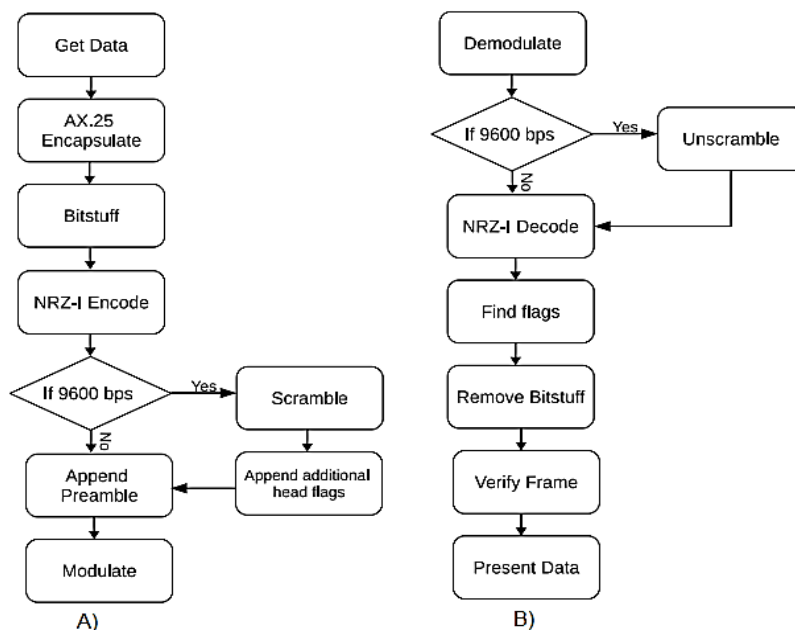 Get Data
AX.25
Encapsulate
Bitstuff
NRZ-I Encode
If 9600 bps
Yes
No
Scramble
Append additional
head flags
Append
Preamble
Modulate
A)
Demodulate
If 9600 bps
Yes
No
Unscramble
NRZ-I Decode
Find flags
Remove Bitstuff
Verify Frame
Present Data
B)